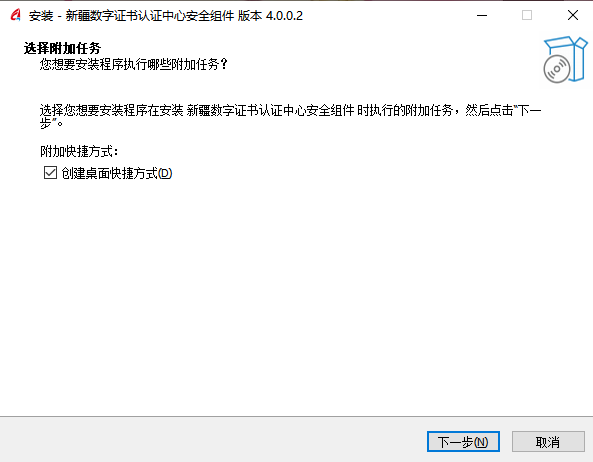 安装 - 新疆数字证书认证中心安全组件 版本 4.0.0.2
选择附加任务
您想要安装程序执行哪些附加任务？
选择您想要安装程序在安装 新疆数字证书认证中心安全组件 时执行的附加任务，然后点击“下一
步”。
附加快捷方式：
创建桌面快捷方式(D)
下一步(N)
取消